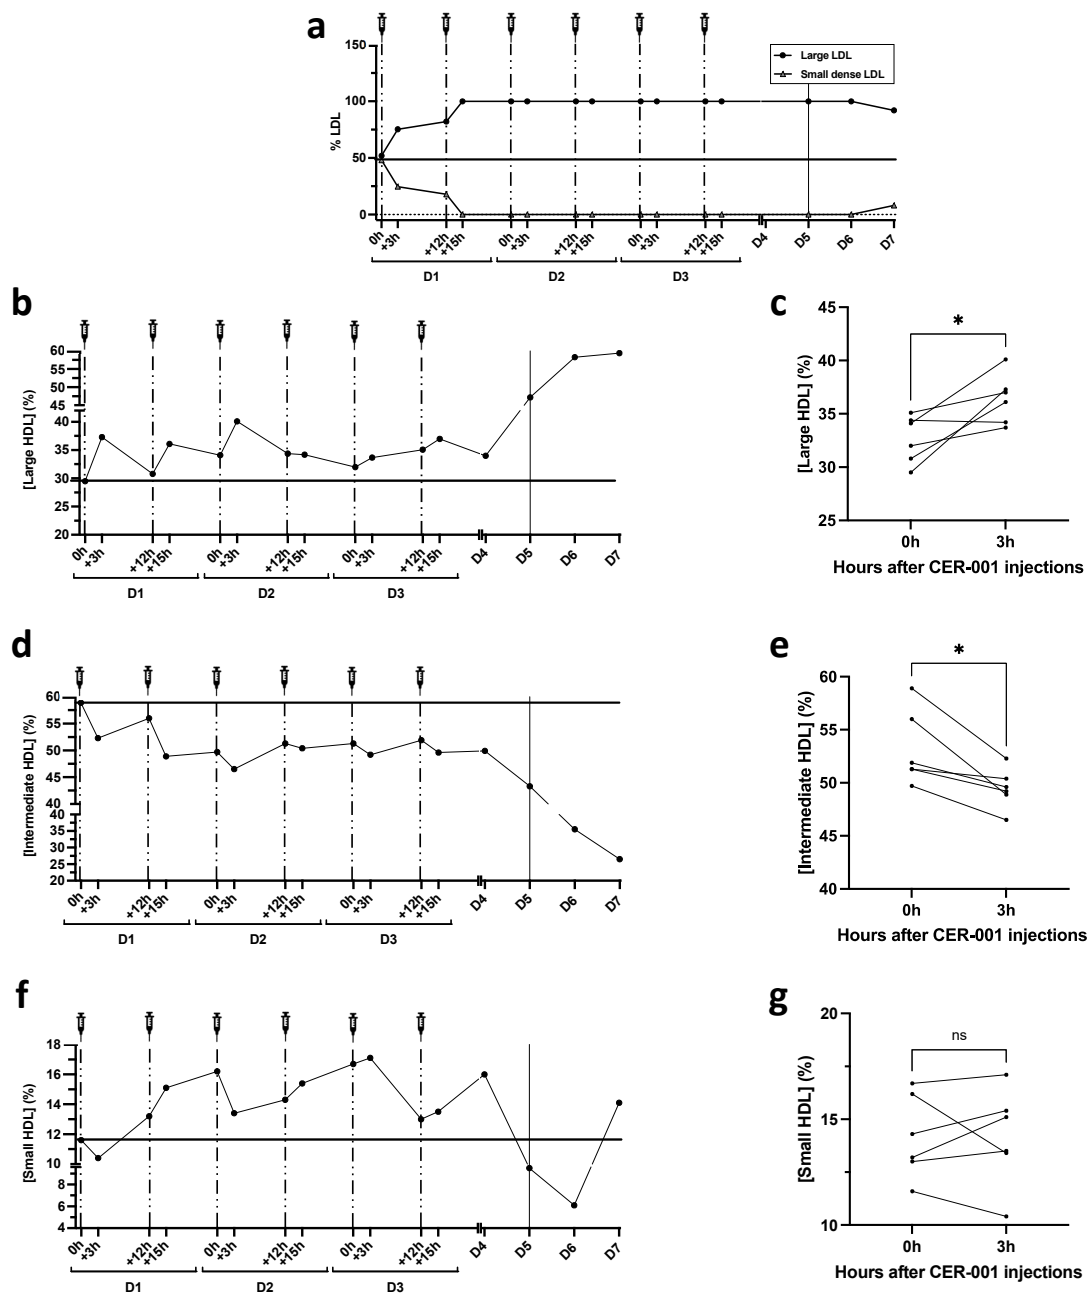 a
150
100
50
0
% LDL
Large LDL
Small dense LDL
0h +3h +12h +15h 0h +3h +12h +15h 0h +3h +12h +15h D4 D5 D6 D7
D1 D2 D3
b
60
55
50
45
40
35
30
25
20
[Large HDL] (%)
0h +3h +12h +15h 0h +3h +12h +15h 0h +3h +12h +15h D4 D5 D6 D7
D1 D2 D3
c
45
40
35
30
25
[Large HDL] (%)
*
0h 3h
Hours after CER-001 injections
d
60
55
50
45
40
40
35
30
25
20
[Intermediate HDL] (%)
0h +3h +12h +15h 0h +3h +12h +15h 0h +3h +12h +15h D4 D5 D6 D7
D1 D2 D3
e
60
55
50
45
40
[Intermediate HDL] (%)
*
0h 3h
Hours after CER-001 injections
f
18
16
14
12
10
8
6
4
[Small HDL] (%)
0h +3h +12h +15h 0h +3h +12h +15h 0h +3h +12h +15h D4 D5 D6 D7
D1 D2 D3
g
20
15
10
[Small HDL] (%)
ns
0h 3h
Hours after CER-001 injections